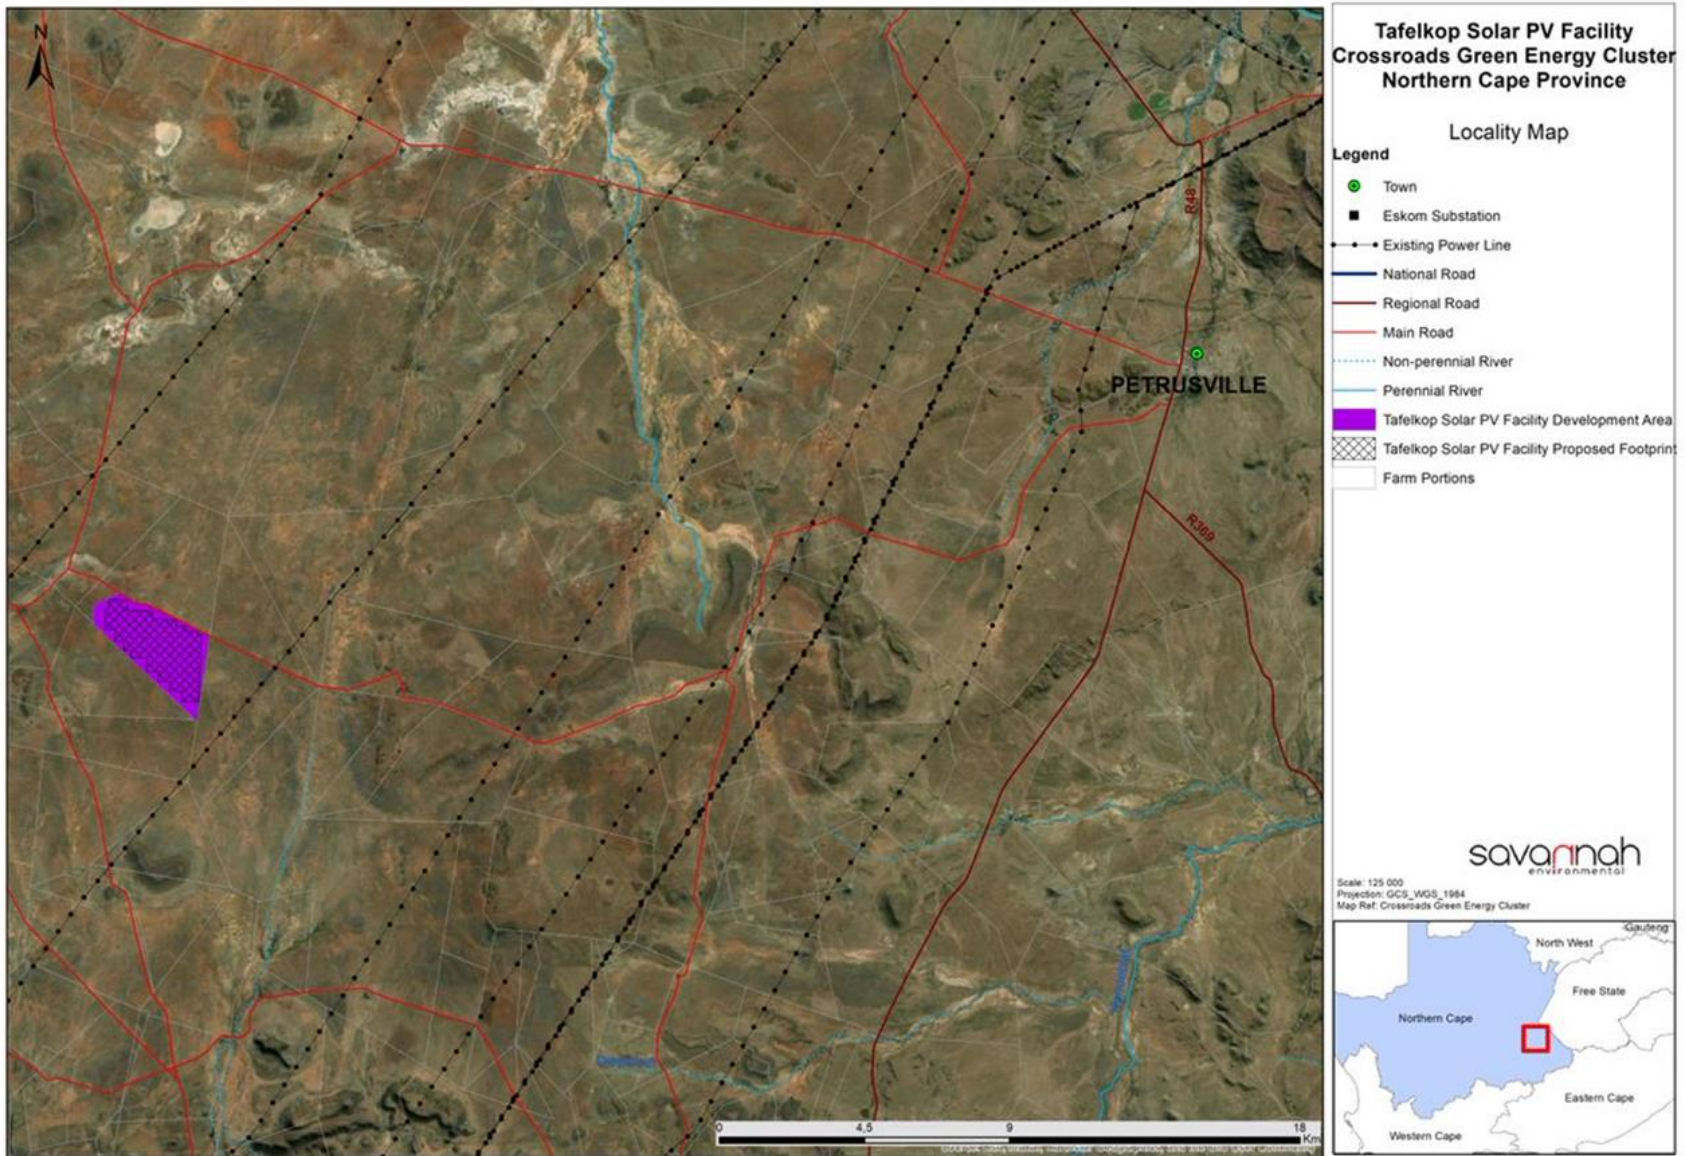 N
R48
PETRUSVILLE
R369
0
4,5
9
18
Km
Tafelkop Solar PV Facility
Crossroads Green Energy Cluster
Northern Cape Province
Locality Map
Legend
Town
Eskom Substation
Existing Power Line
National Road
Regional Road
Main Road
Non-perennial River
Perennial River
Tafelkop Solar PV Facility Development Area
Tafelkop Solar PV Facility Proposed Footprint
Farm Portions
savannah
environmental
Scale: 125 000
Projection: GCS_WGS_1984
Map Ref: Crossroads Green Energy Cluster
Gauteng
North West
Free State
Northern Cape
Eastern Cape
Western Cape